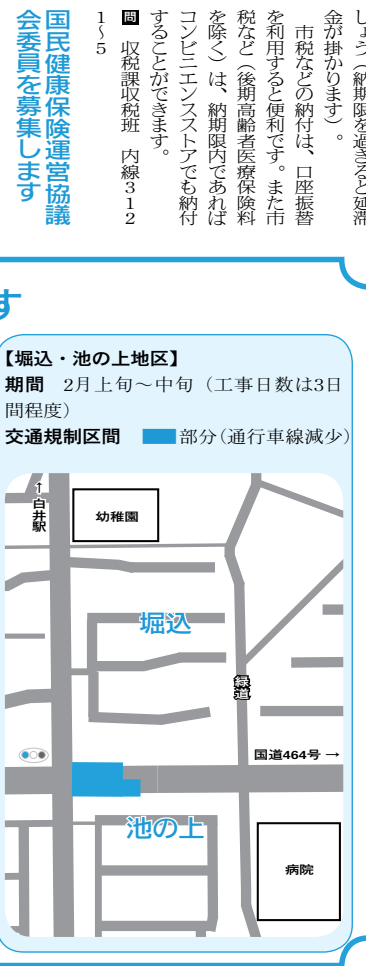 しょう（納期限を過ぎると延滞
金が掛かります）。
市税などの納付は、口座振替
を利用すると便利です。また市
税など（後期高齢者医療保険料
を除く）は、納期限内であれば
コンビニエンスストアでも納付
することができます。
問 収税課収税班 内線312
1〜5
国民健康保険運営協議
会委員を募集します
す
【堀込・池の上地区】
期間 2月上旬〜中旬（工事日数は3日
間程度）
交通規制区間 部分（通行車線減少）
↑白井駅
幼稚園
堀込
緑道
国道464号 →
池の上
病院